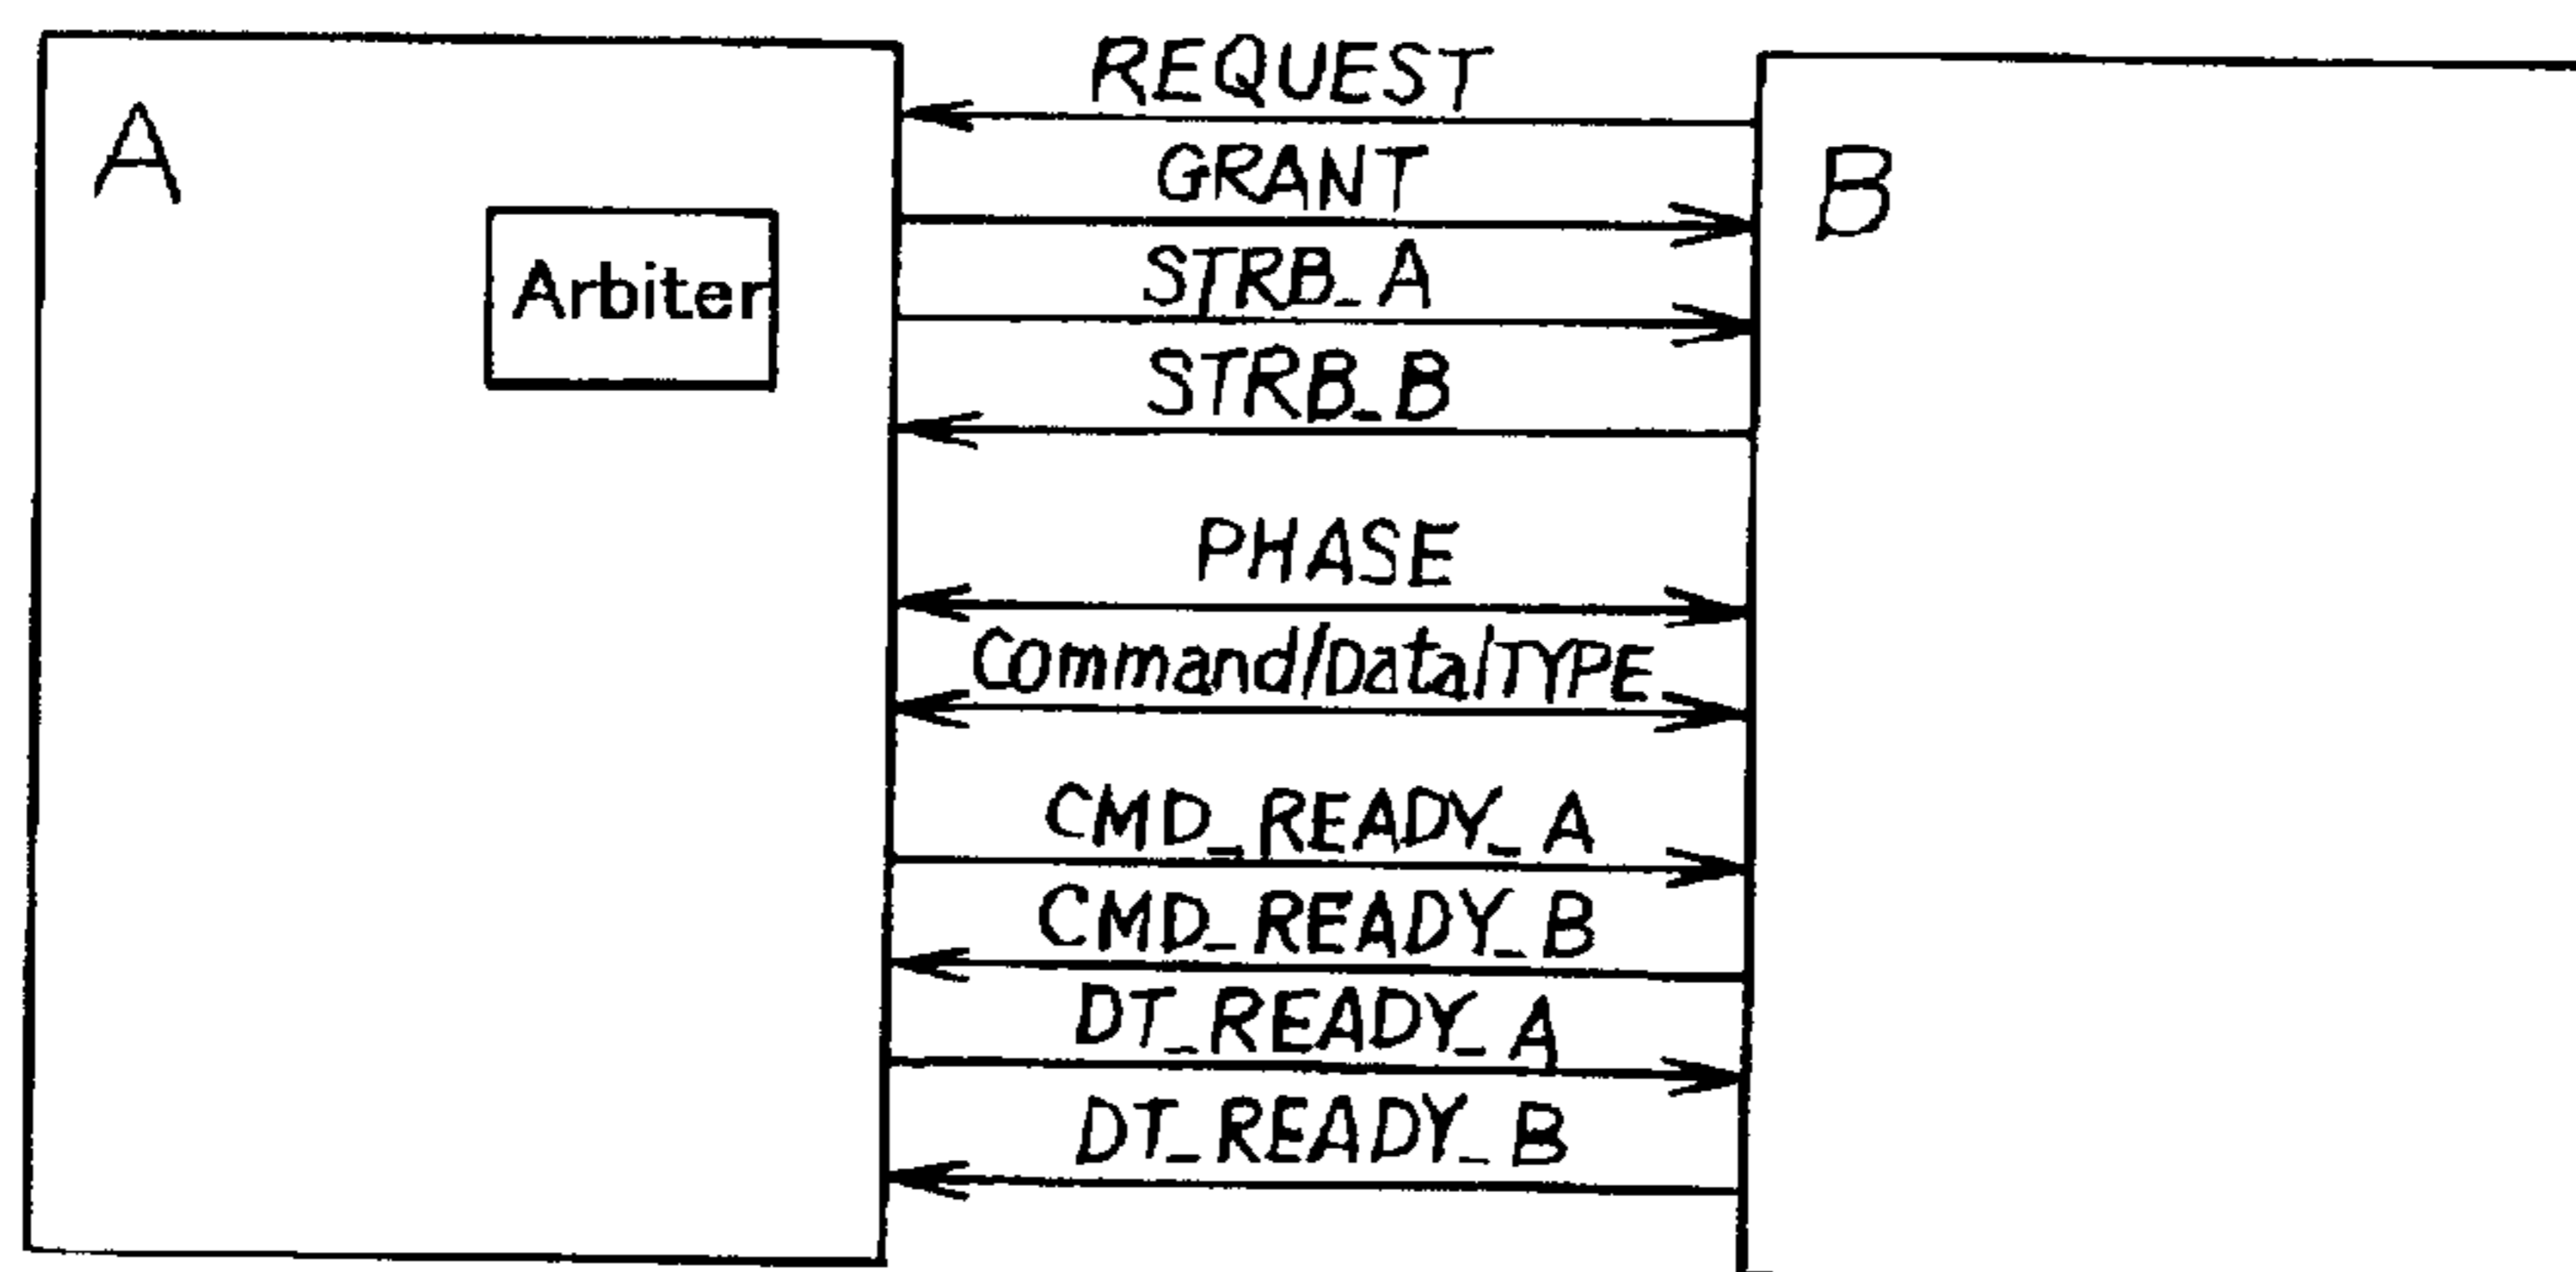 A
Arbiter
REQUEST
GRANT
STRB_A
STRB_B
PHASE
Command/Data/TYPE
CMD_READY_A
CMD_READY_B
DT_READY_A
DT_READY_B
B